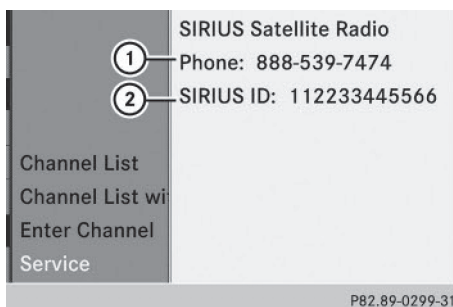 SIRIUS Satellite Radio
1 Phone: 888-539-7474
2 SIRIUS ID: 112233445566
Channel List
Channel List wi
Enter Channel
Service
P82.89-0299-31